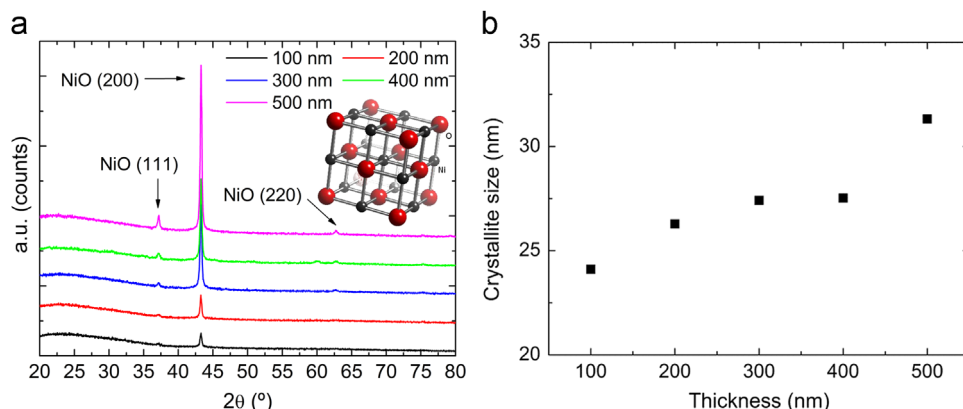 a
NiO (200)
100 nm
200 nm
300 nm
400 nm
500 nm
NiO (111)
NiO (220)
O
Ni
a.u. (counts)
20 25 30 35 40 45 50 55 60 65 70 75 80
2θ (º)
b
35
30
25
20
Crystallite size (nm)
100 200 300 400 500
Thickness (nm)